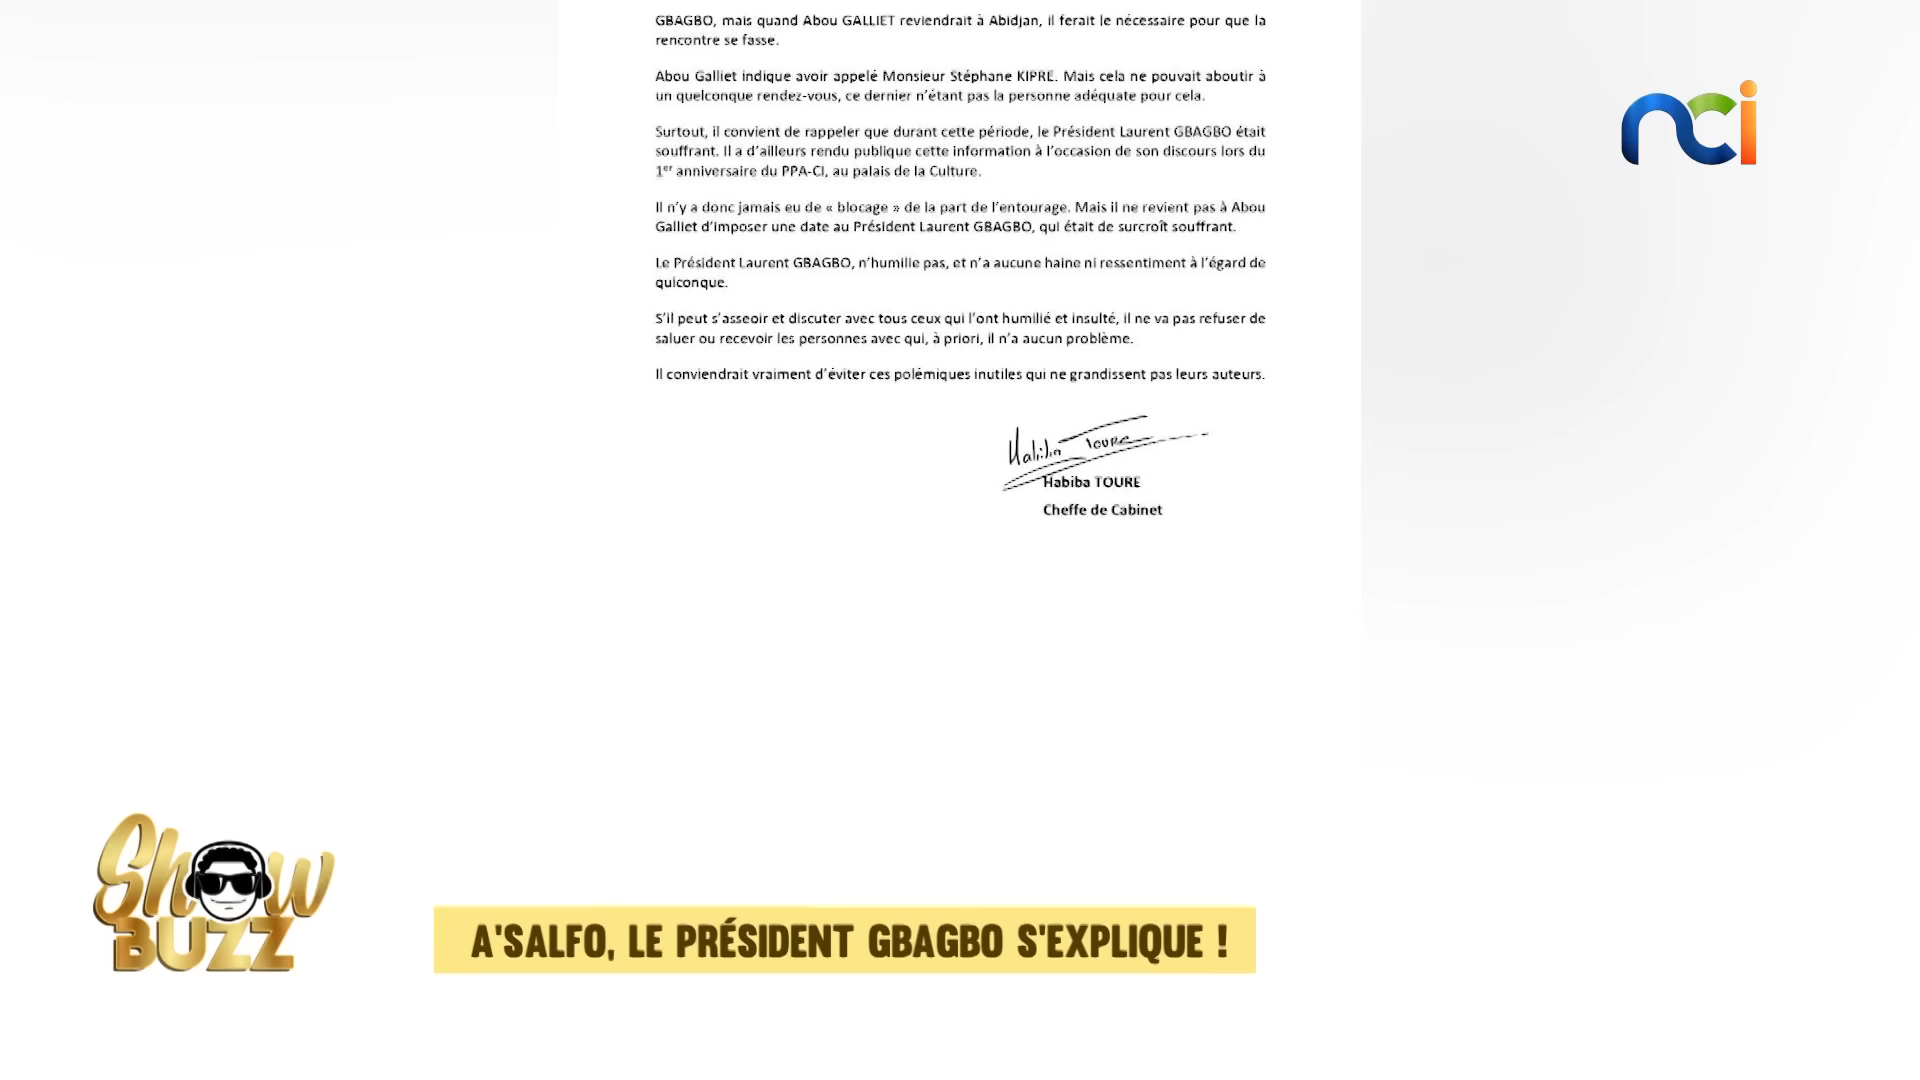 GBAGBO, mais quand Abou GALLIET reviendrait à Abidjan, il ferait le nécessaire pour que la
rencontre se fasse.
Abou Galliet indique avoir appelé Monsieur Stéphane KIPRE. Mais cela ne pouvait aboutir à
un quelconque rendez-vous, ce dernier n'étant pas la personne adéquate pour cela.
Surtout, il convient de rappeler que durant cette période, le Président Laurent GBAGBO était
souffrant. Il a d'ailleurs rendu publique cette information à l'occasion de son discours lors du
1er anniversaire du PPA-CI, au palais de la Culture.
Il n'y a donc jamais eu de « blocage » de la part de l'entourage. Mais il ne revient pas à Abou
Galliet d'imposer une date au Président Laurent GBAGBO, qui était de surcroît souffrant.
Le Président Laurent GBAGBO, n'humilie pas, et n'a aucune haine ni ressentiment à l'égard de
quiconque.
S'il peut s'asseoir et discuter avec tous ceux qui l'ont humilié et insulté, il ne va pas refuser de
saluer ou recevoir les personnes avec qui, à priori, il n'a aucun problème.
Il conviendrait vraiment d'éviter ces polémiques inutiles qui ne grandissent pas leurs auteurs.
Habiba Toure
Habiba TOURE
Cheffe de Cabinet
nci
Show
BUZZ
A'SALFO, LE PRÉSIDENT GBAGBO S'EXPLIQUE !